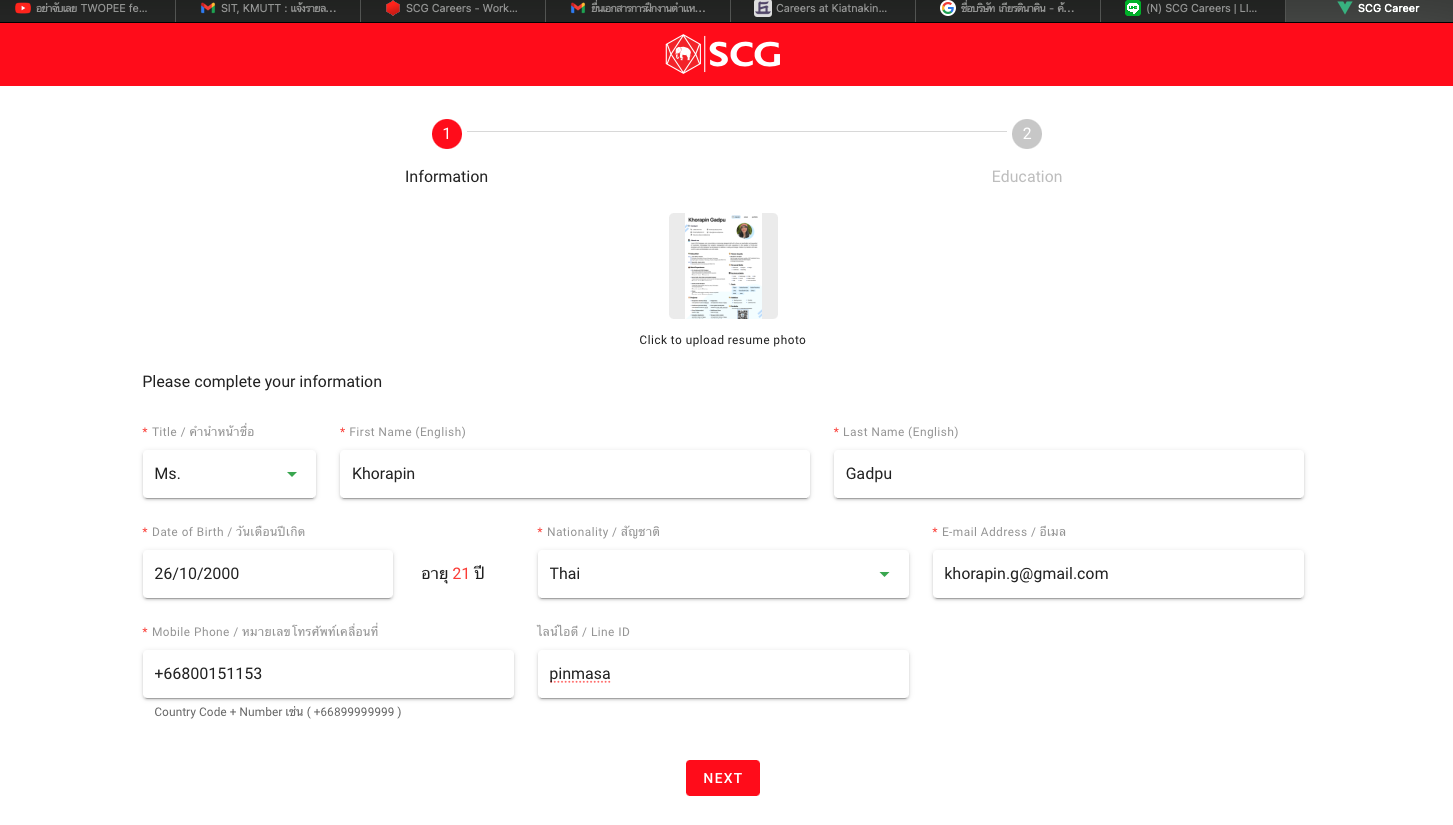 อย่าจับเลย TWOPEE fe... SIT, KMUTT : แจ้งรายล... SCG Careers - Work... ยื่นเอกสารการฝึกงานตำแห... Careers at Kiatnakin... ชื่อบริษัท เกียรตินาคิน - ค้... (N) SCG Careers | LI... SCG Career
SCG
1 2
Information Education
Khorapin Gadpu
Click to upload resume photo
Please complete your information
* Title / คำนำหน้าชื่อ * First Name (English) * Last Name (English)
Ms. Khorapin Gadpu
* Date of Birth / วันเดือนปีเกิด * Nationality / สัญชาติ * E-mail Address / อีเมล
26/10/2000 อายุ 21 ปี Thai khorapin.g@gmail.com
* Mobile Phone / หมายเลขโทรศัพท์เคลื่อนที่ ไลน์ไอดี / Line ID
+66800151153 pinmasa
Country Code + Number เช่น ( +66899999999 )
NEXT